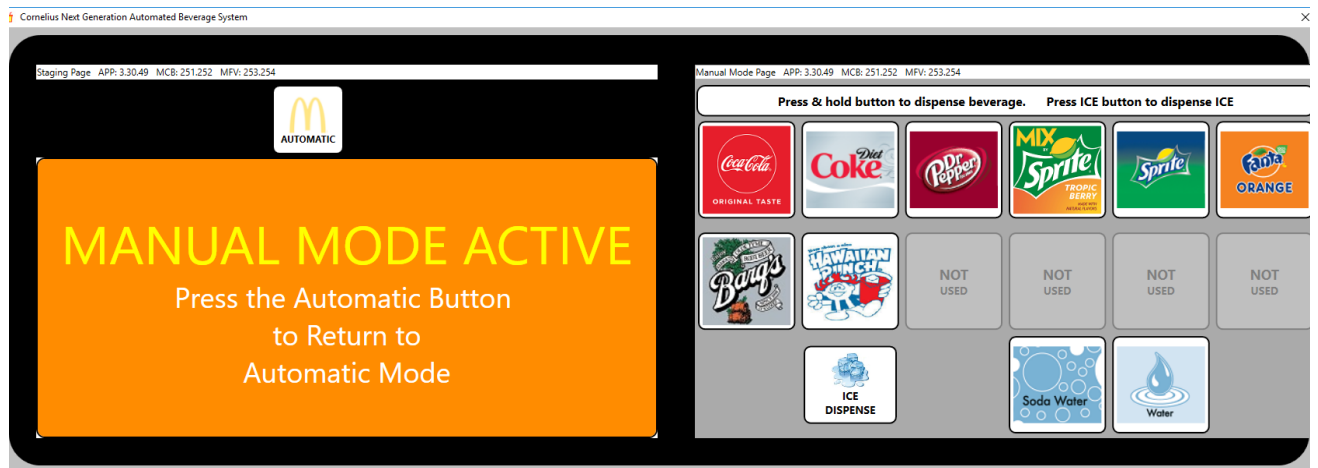 Cornelius Next Generation Automated Beverage System
Staging Page APP: 3.30.49 MCB: 251.252 MFV: 253.254
AUTOMATIC
MANUAL MODE ACTIVE
Press the Automatic Button
to Return to
Automatic Mode
Manual Mode Page APP: 3.30.49 MCB: 251.252 MFV: 253.254
Press & hold button to dispense beverage. Press ICE button to dispense ICE
Coca-Cola
ORIGINAL TASTE
Diet
Coke
Dr
Pepper
MIX
BY
Sprite
TROPIC
BERRY
Sprite
Fanta
ORANGE
Barq's
HAWAIIAN
PUNCH
NOT
USED
NOT
USED
NOT
USED
NOT
USED
ICE
DISPENSE
Soda Water
Water